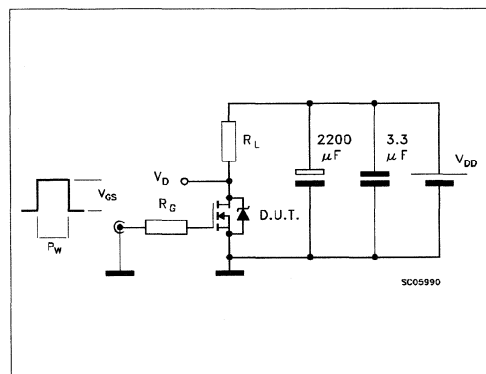 R_L
2200
µF
3.3
µF
V_DD
V_D
V_GS
R_G
D.U.T.
P_W
SC05990